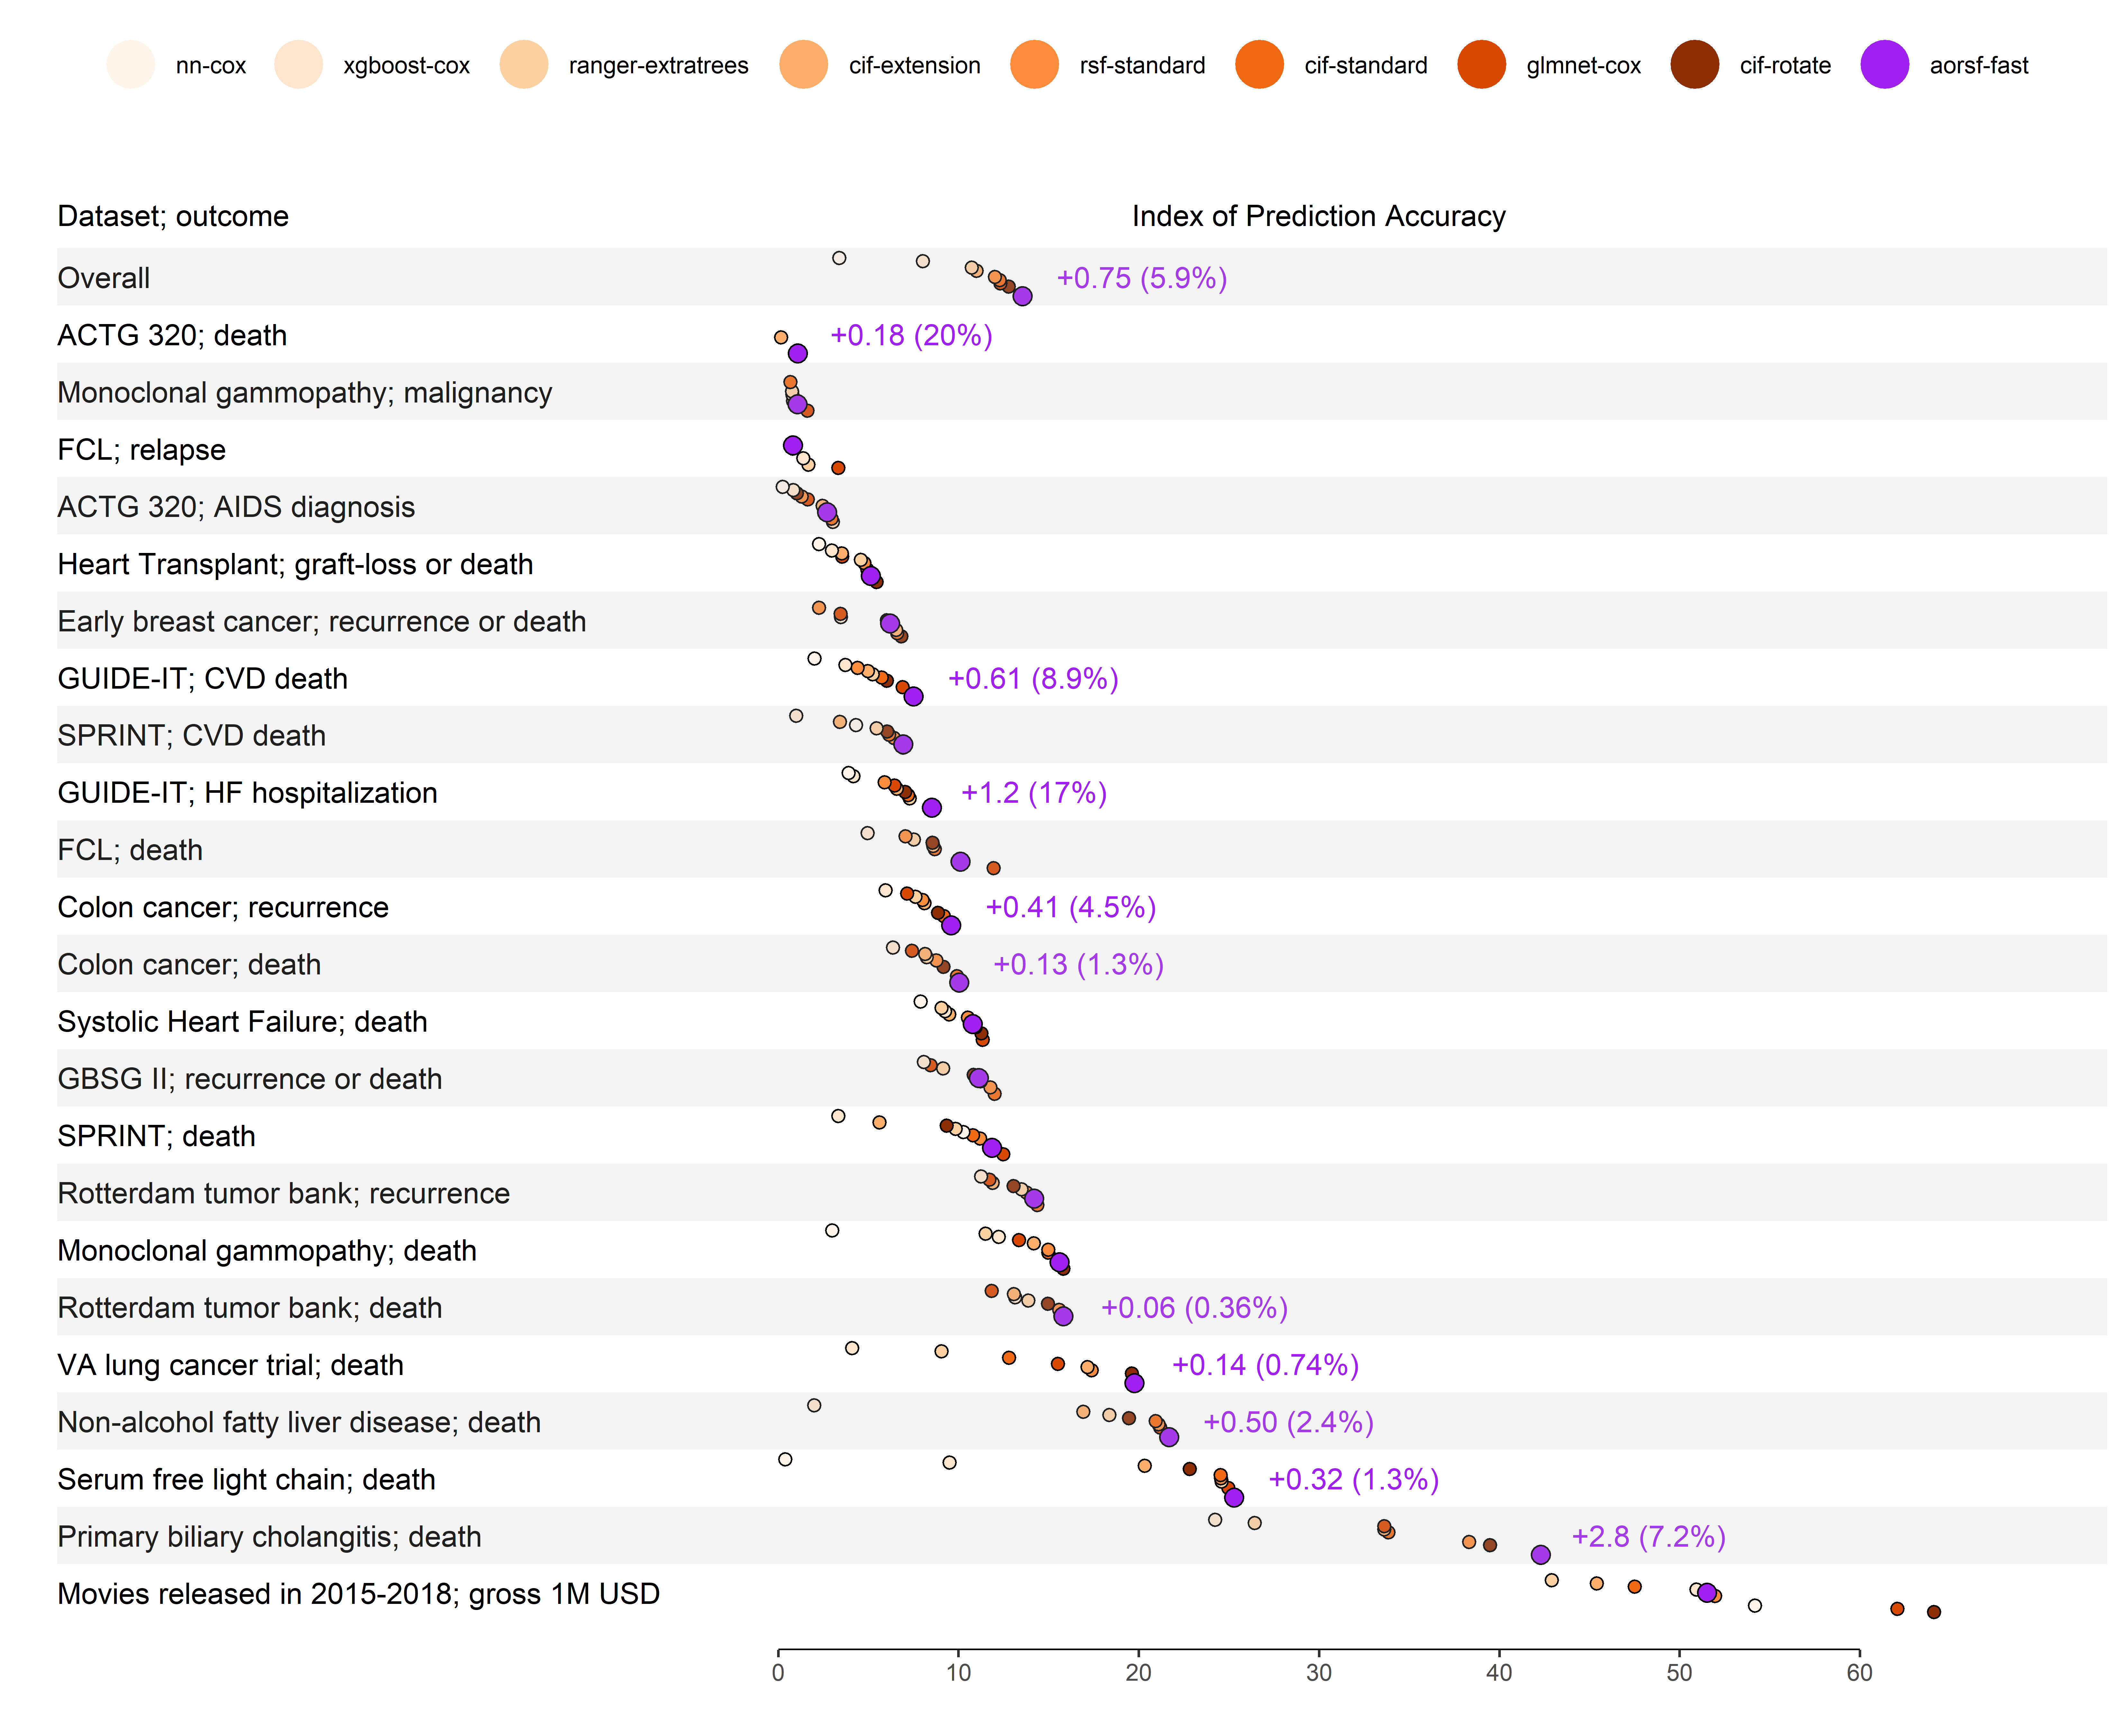 nn-cox xgboost-cox ranger-extratrees cif-extension rsf-standard cif-standard glmnet-cox cif-rotate aorsf-fast
Dataset; outcome Index of Prediction Accuracy
Overall +0.75 (5.9%)
ACTG 320; death +0.18 (20%)
Monoclonal gammopathy; malignancy
FCL; relapse
ACTG 320; AIDS diagnosis
Heart Transplant; graft-loss or death
Early breast cancer; recurrence or death
GUIDE-IT; CVD death +0.61 (8.9%)
SPRINT; CVD death
GUIDE-IT; HF hospitalization +1.2 (17%)
FCL; death
Colon cancer; recurrence +0.41 (4.5%)
Colon cancer; death +0.13 (1.3%)
Systolic Heart Failure; death
GBSG II; recurrence or death
SPRINT; death
Rotterdam tumor bank; recurrence
Monoclonal gammopathy; death
Rotterdam tumor bank; death +0.06 (0.36%)
VA lung cancer trial; death +0.14 (0.74%)
Non-alcohol fatty liver disease; death +0.50 (2.4%)
Serum free light chain; death +0.32 (1.3%)
Primary biliary cholangitis; death +2.8 (7.2%)
Movies released in 2015-2018; gross 1M USD
0 10 20 30 40 50 60